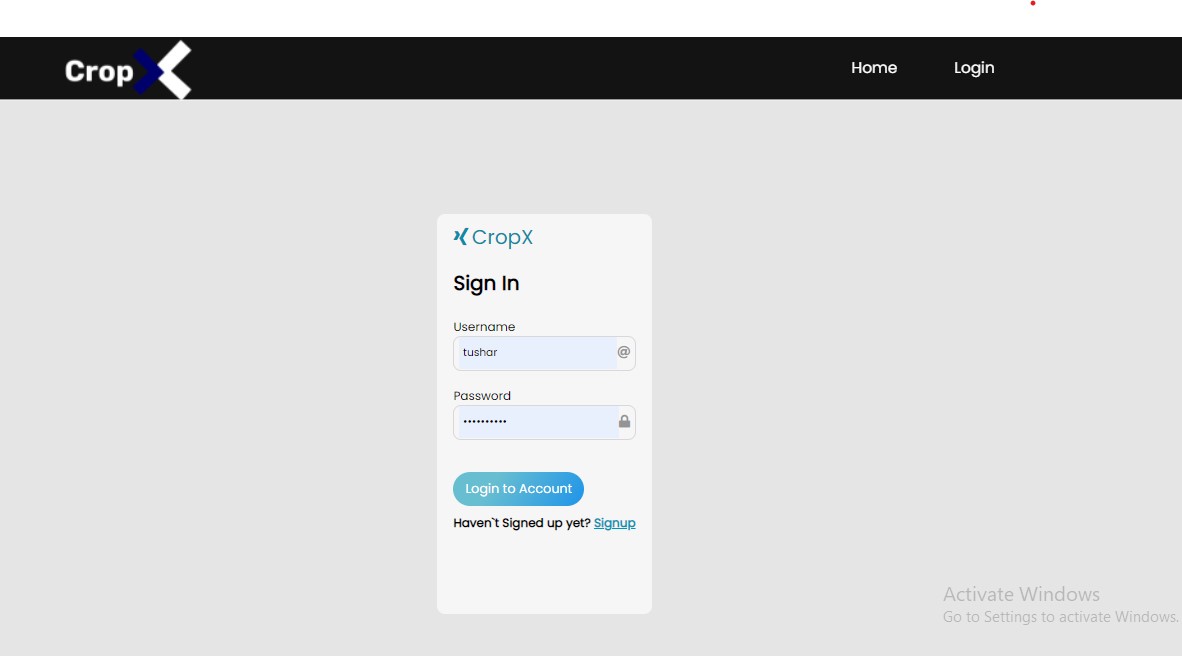 Crop
Home
Login
CropX
Sign In
Username
tushar
@
Password
••••••••••
Login to Account
Haven`t Signed up yet? Signup
Activate Windows
Go to Settings to activate Windows.